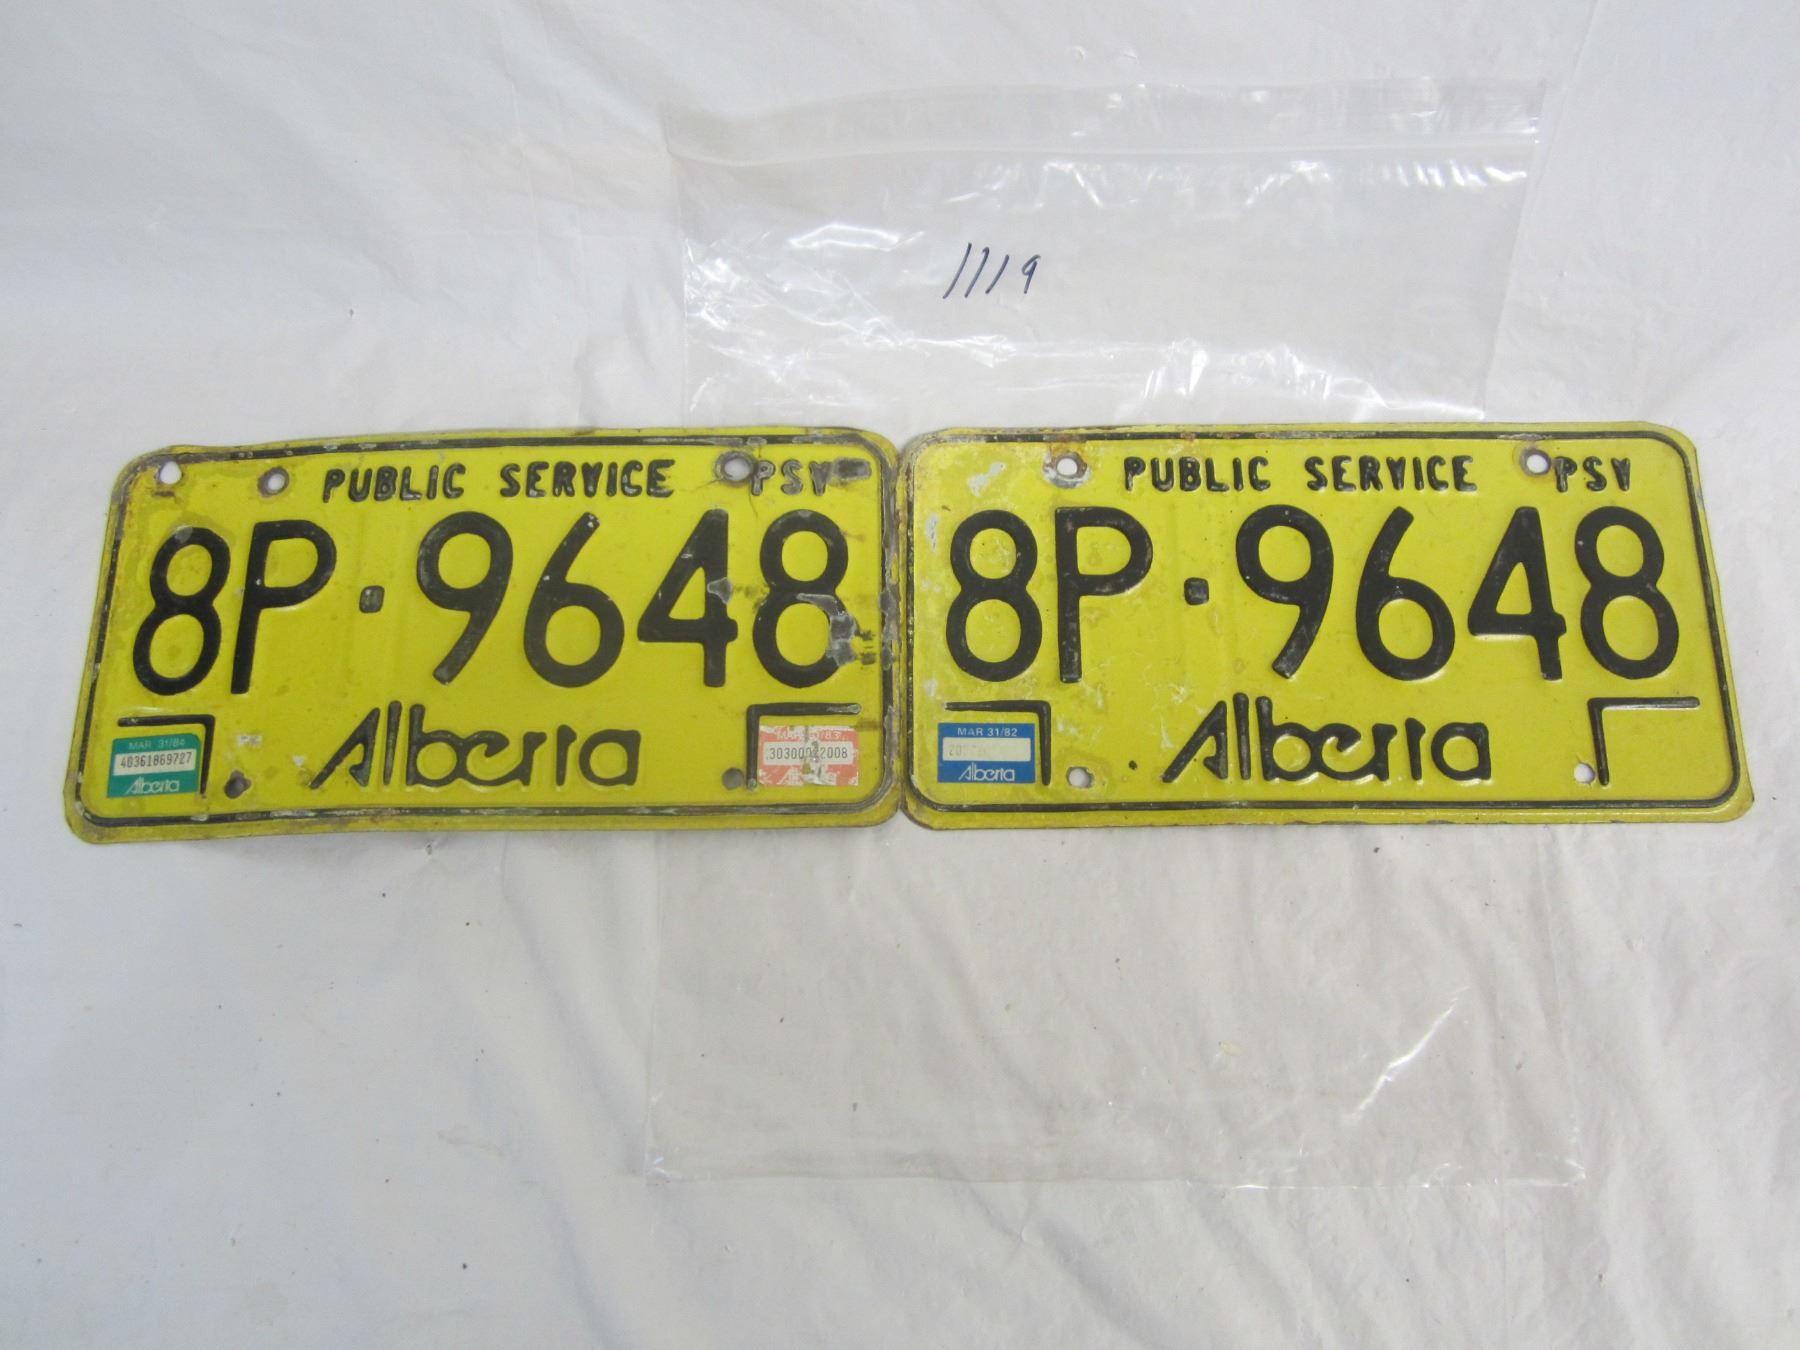 1119
PUBLIC SERVICE PSV
8P·9648
Alberta
MAR 31/84
40361869727
Alberta
Alberta
PUBLIC SERVICE PSV
8P·9648
Alberta
MAR 31/82
Alberta